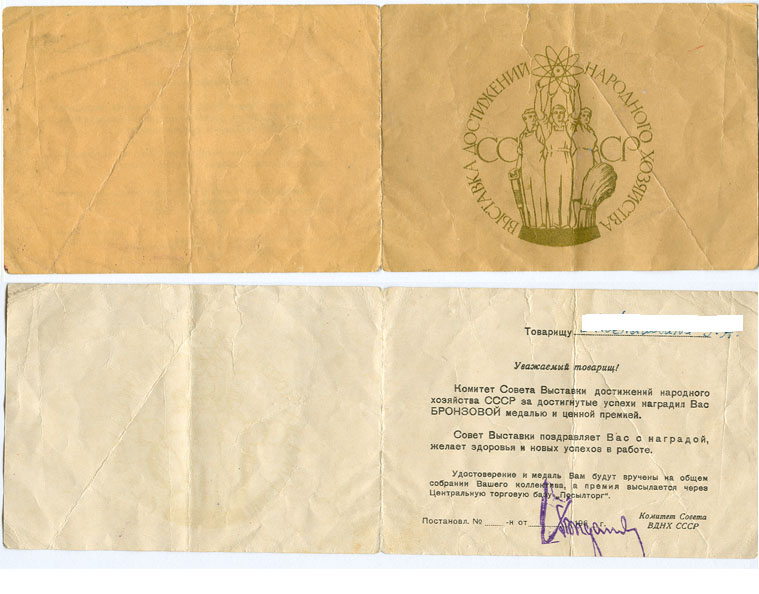 ВЫСТАВКА ДОСТИЖЕНИЙ НАРОДНОГО ХОЗЯЙСТВА
СССР
Товарищу
Уважаемый товарищ!
Комитет Совета Выставки достижений народного
хозяйства СССР за достигнутые успехи наградил Вас
БРОНЗОВОЙ медалью и ценной премией.
Совет Выставки поздравляет Вас с наградой,
желает здоровья и новых успехов в работе.
Удостоверение и медаль Вам будут вручены на общем
собрании Вашего коллектива, а премия высылается через
Центральную торговую базу „Посылторг".
Постановл. № -н от 196 г.
Комитет Совета
ВДНХ СССР